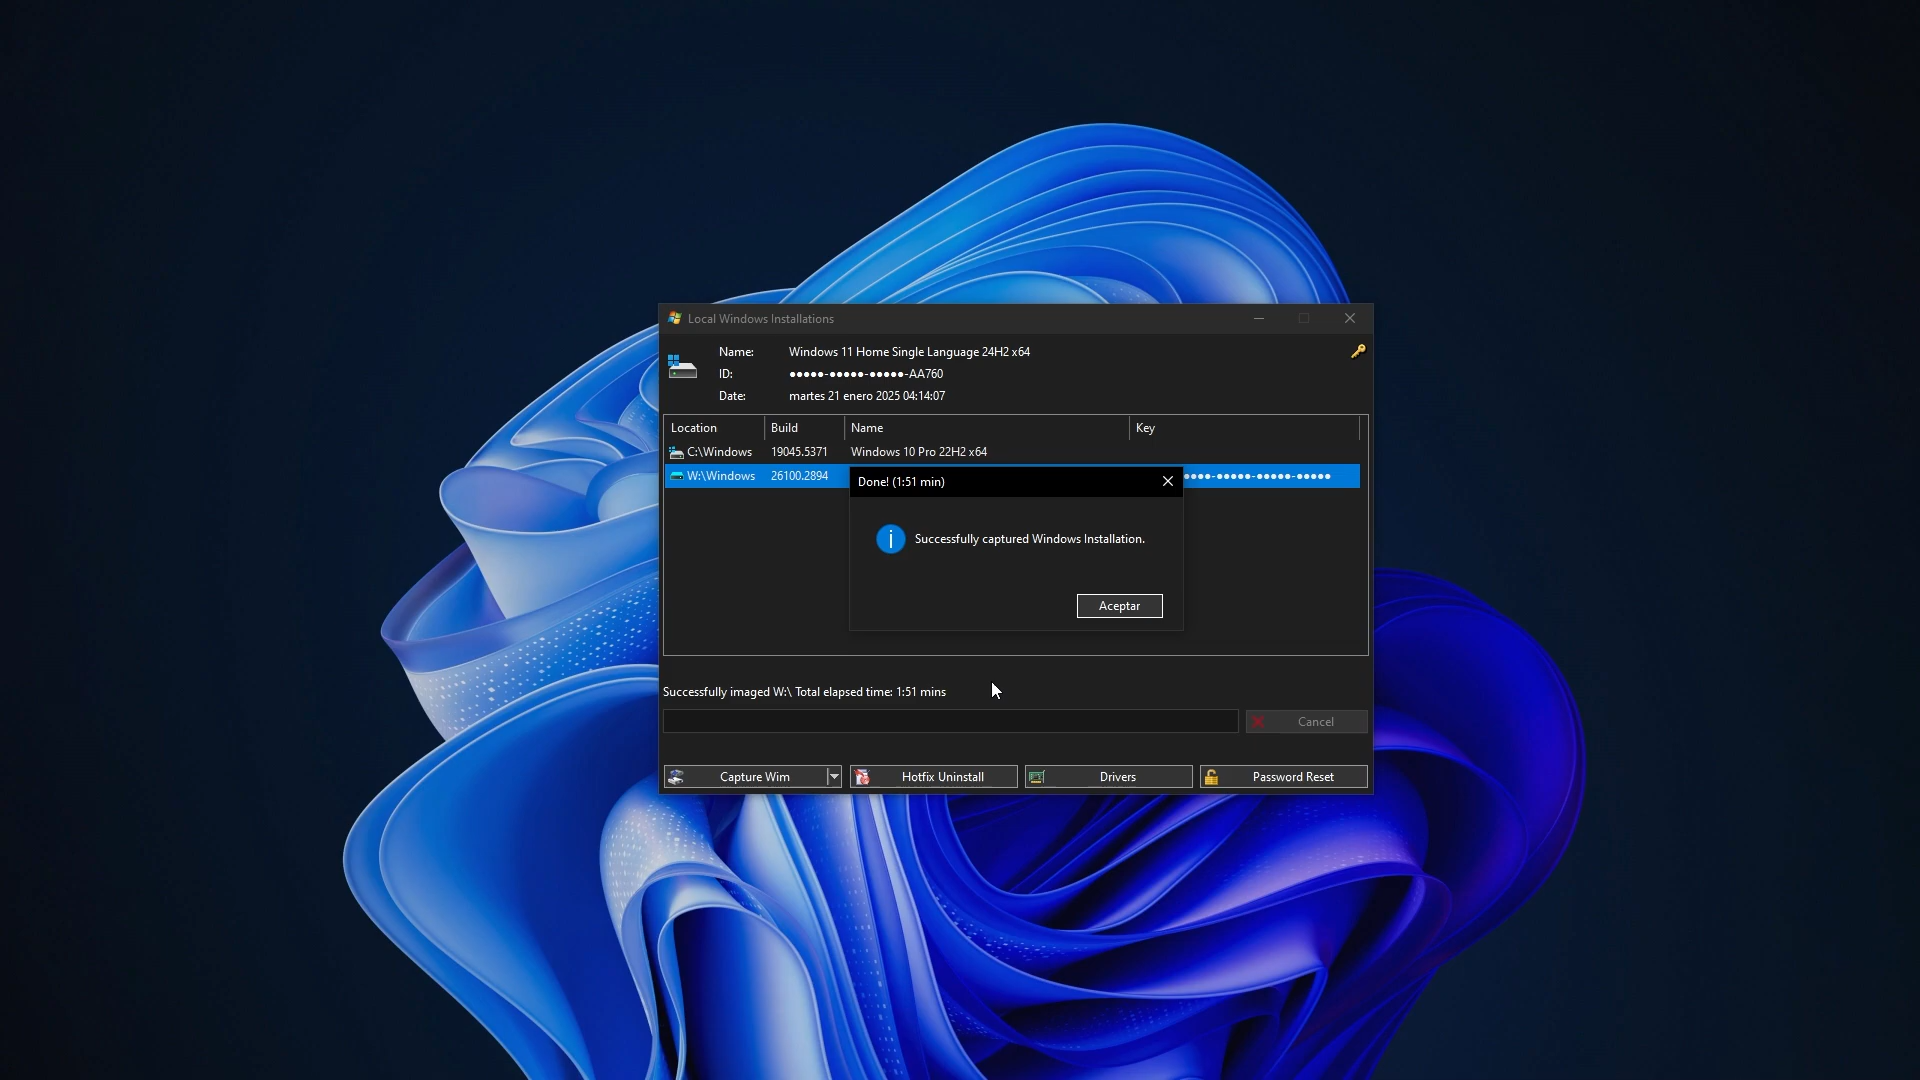 Local Windows Installations
Name: Windows 11 Home Single Language 24H2 x64
ID: ●●●●●-●●●●●-●●●●●-AA760
Date: martes 21 enero 2025 04:14:07
Location Build Name Key
C:\Windows 19045.5371 Windows 10 Pro 22H2 x64
W:\Windows 26100.2894 ●●●●-●●●●●-●●●●●-●●●●●
Done! (1:51 min)
Successfully captured Windows Installation.
Aceptar
Successfully imaged W:\ Total elapsed time: 1:51 mins
Cancel
Capture Wim Hotfix Uninstall Drivers Password Reset